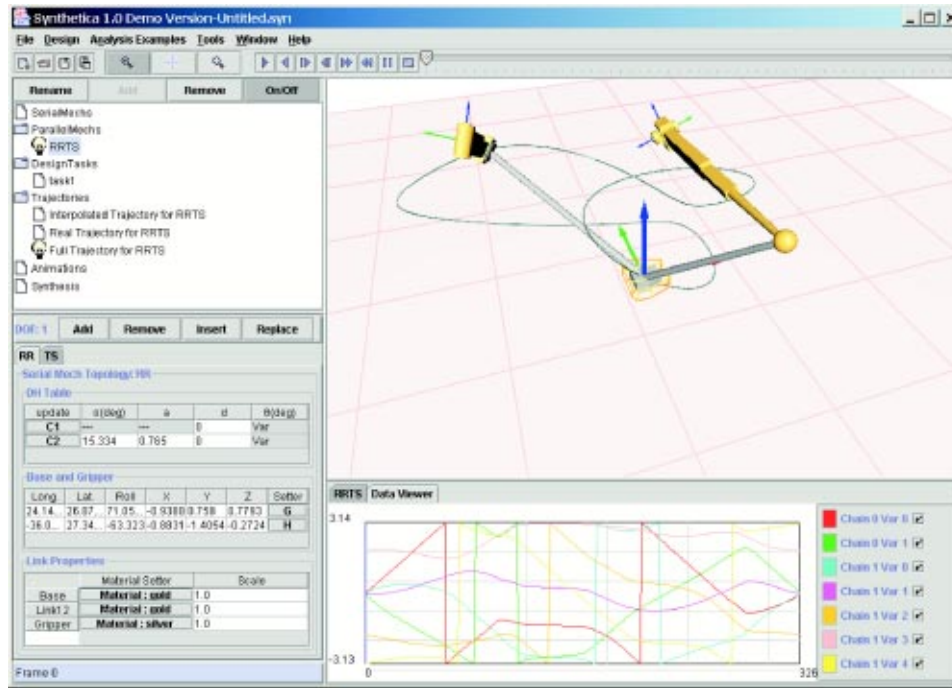 Synthetica 1.0 Demo Version-Untitled.syn
File Design Analysis Examples Tools Window Help
Rename Add Remove On/Off
SerialMechs
ParallelMechs
RRTS
DesignTasks
task1
Trajectories
Interpolated Trajectory for RRTS
Real Trajectory for RRTS
Full Trajectory for RRTS
Animations
Synthesis
DOF: 1 Add Remove Insert Replace
RR TS
Serial Mech Topology: RR
DH Table
update α(deg) a d θ(deg)
C1 --- --- 0 Var
C2 15.334 0.765 0 Var
Base and Gripper
Long. Lat. Roll X Y Z Setter
24.14... 26.87... 71.05... -0.9380 0.758 0.7793 G
-36.0... 27.34... -63.323 -0.8831 -1.4054 -0.2724 H
Link Properties
Material Setter Scale
Base Material : gold 1.0
Link12 Material : gold 1.0
Gripper Material : silver 1.0
Frame 0
RRTS Data Viewer
3.14
-3.13
0 326
Chain 0 Var 0
Chain 0 Var 1
Chain 1 Var 0
Chain 1 Var 1
Chain 1 Var 2
Chain 1 Var 3
Chain 1 Var 4